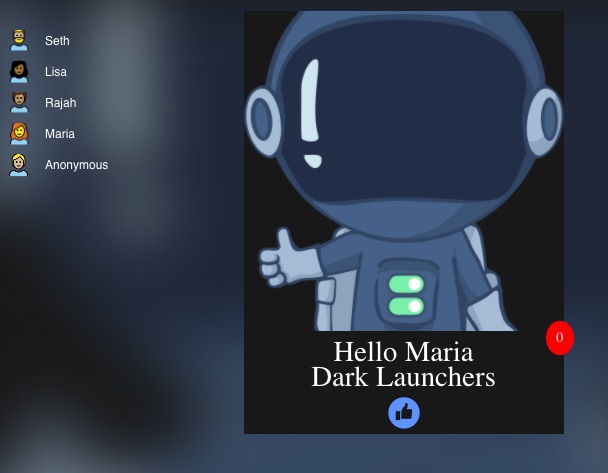 Seth
Lisa
Rajah
Maria
Anonymous
0
Hello Maria
Dark Launchers